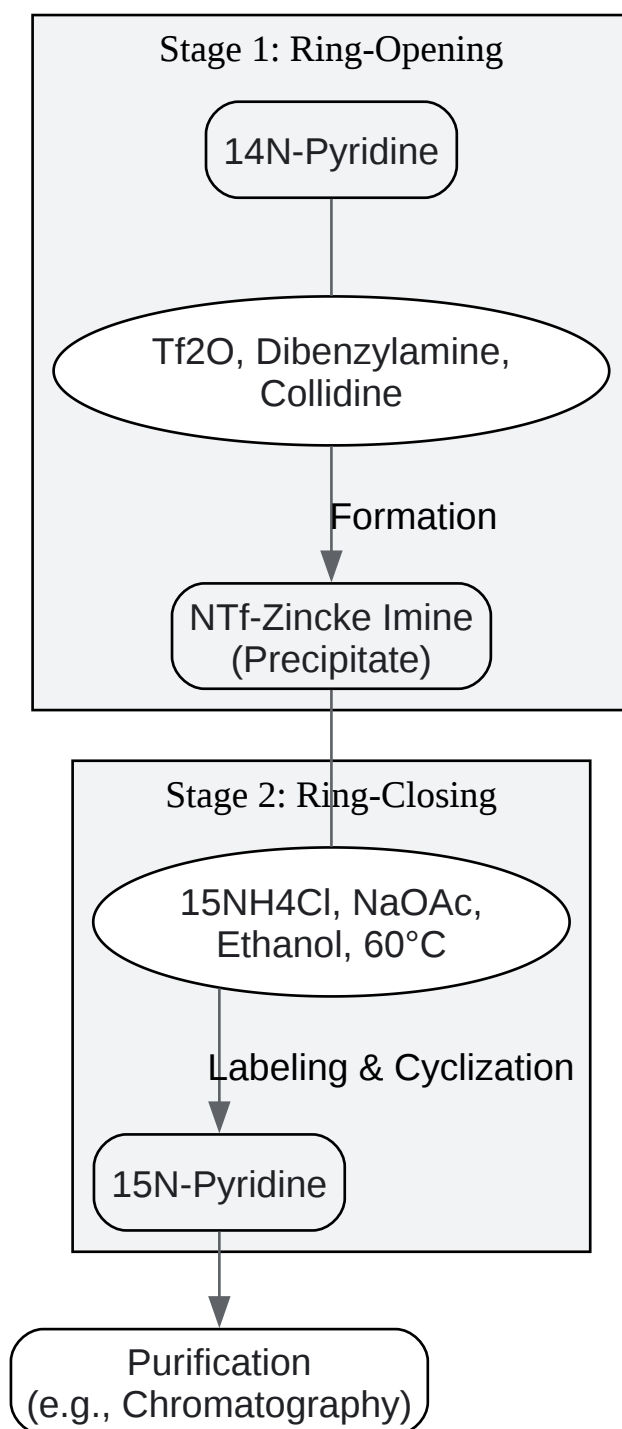 Stage 1: Ring-Opening
14N-Pyridine
Tf2O, Dibenzylamine,
Collidine
Formation
NTf-Zincke Imine
(Precipitate)
Stage 2: Ring-Closing
15NH4Cl, NaOAc,
Ethanol, 60°C
Labeling & Cyclization
15N-Pyridine
Purification
(e.g., Chromatography)